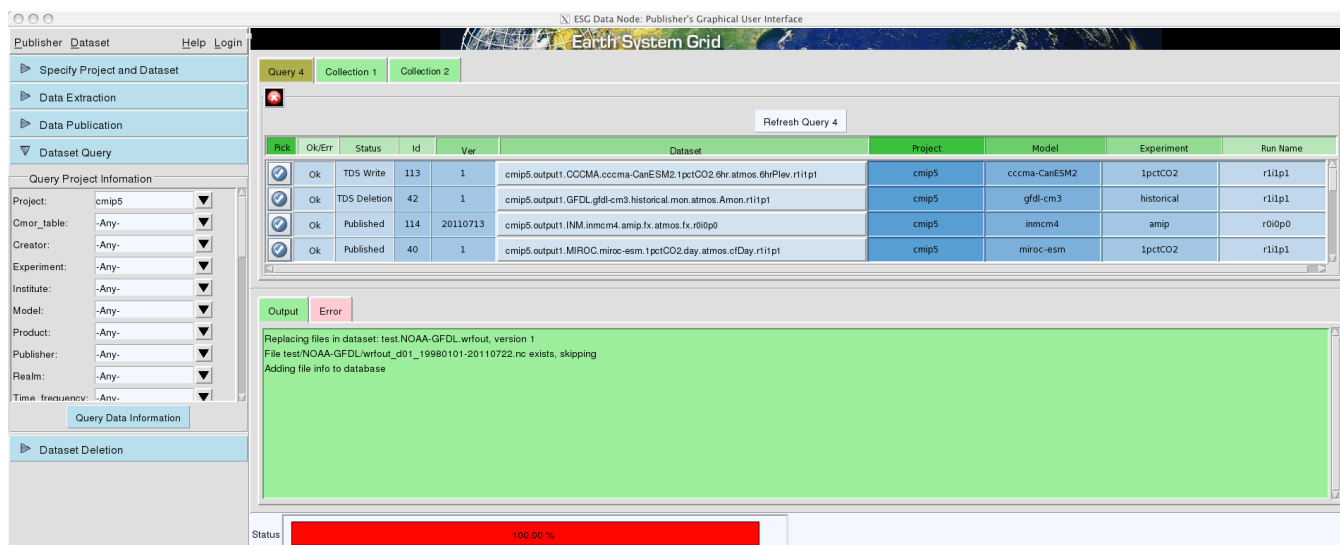 X ESG Data Node: Publisher's Graphical User Interface
Publisher Dataset Help Login
Earth System Grid
Specify Project and Dataset
Data Extraction
Data Publication
Dataset Query
Query Project Infomation
Project: cmip5
Cmor_table: -Any-
Creator: -Any-
Experiment: -Any-
Institute: -Any-
Model: -Any-
Product: -Any-
Publisher: -Any-
Realm: -Any-
Time_frequency: -Any-
Query Data Information
Dataset Deletion
Query 4 Collection 1 Collection 2
Refresh Query 4
Pick Ok/Err Status Id Ver Dataset Project Model Experiment Run Name
Ok TDS Write 113 1 cmip5.output1.CCCMA.cccma-CanESM2.1pctCO2.6hr.atmos.6hrPlev.r1i1p1 cmip5 cccma-CanESM2 1pctCO2 r1i1p1
Ok TDS Deletion 42 1 cmip5.output1.GFDL.gfdl-cm3.historical.mon.atmos.Amon.r1i1p1 cmip5 gfdl-cm3 historical r1i1p1
Ok Published 114 20110713 cmip5.output1.INM.inmcm4.amip.fx.atmos.fx.r0i0p0 cmip5 inmcm4 amip r0i0p0
Ok Published 40 1 cmip5.output1.MIROC.miroc-esm.1pctCO2.day.atmos.cfDay.r1i1p1 cmip5 miroc-esm 1pctCO2 r1i1p1
Output Error
Replacing files in dataset: test.NOAA-GFDL.wrfout, version 1
File test/NOAA-GFDL/wrfout_d01_19980101-20110722.nc exists, skipping
Adding file info to database
Status 100.00 %